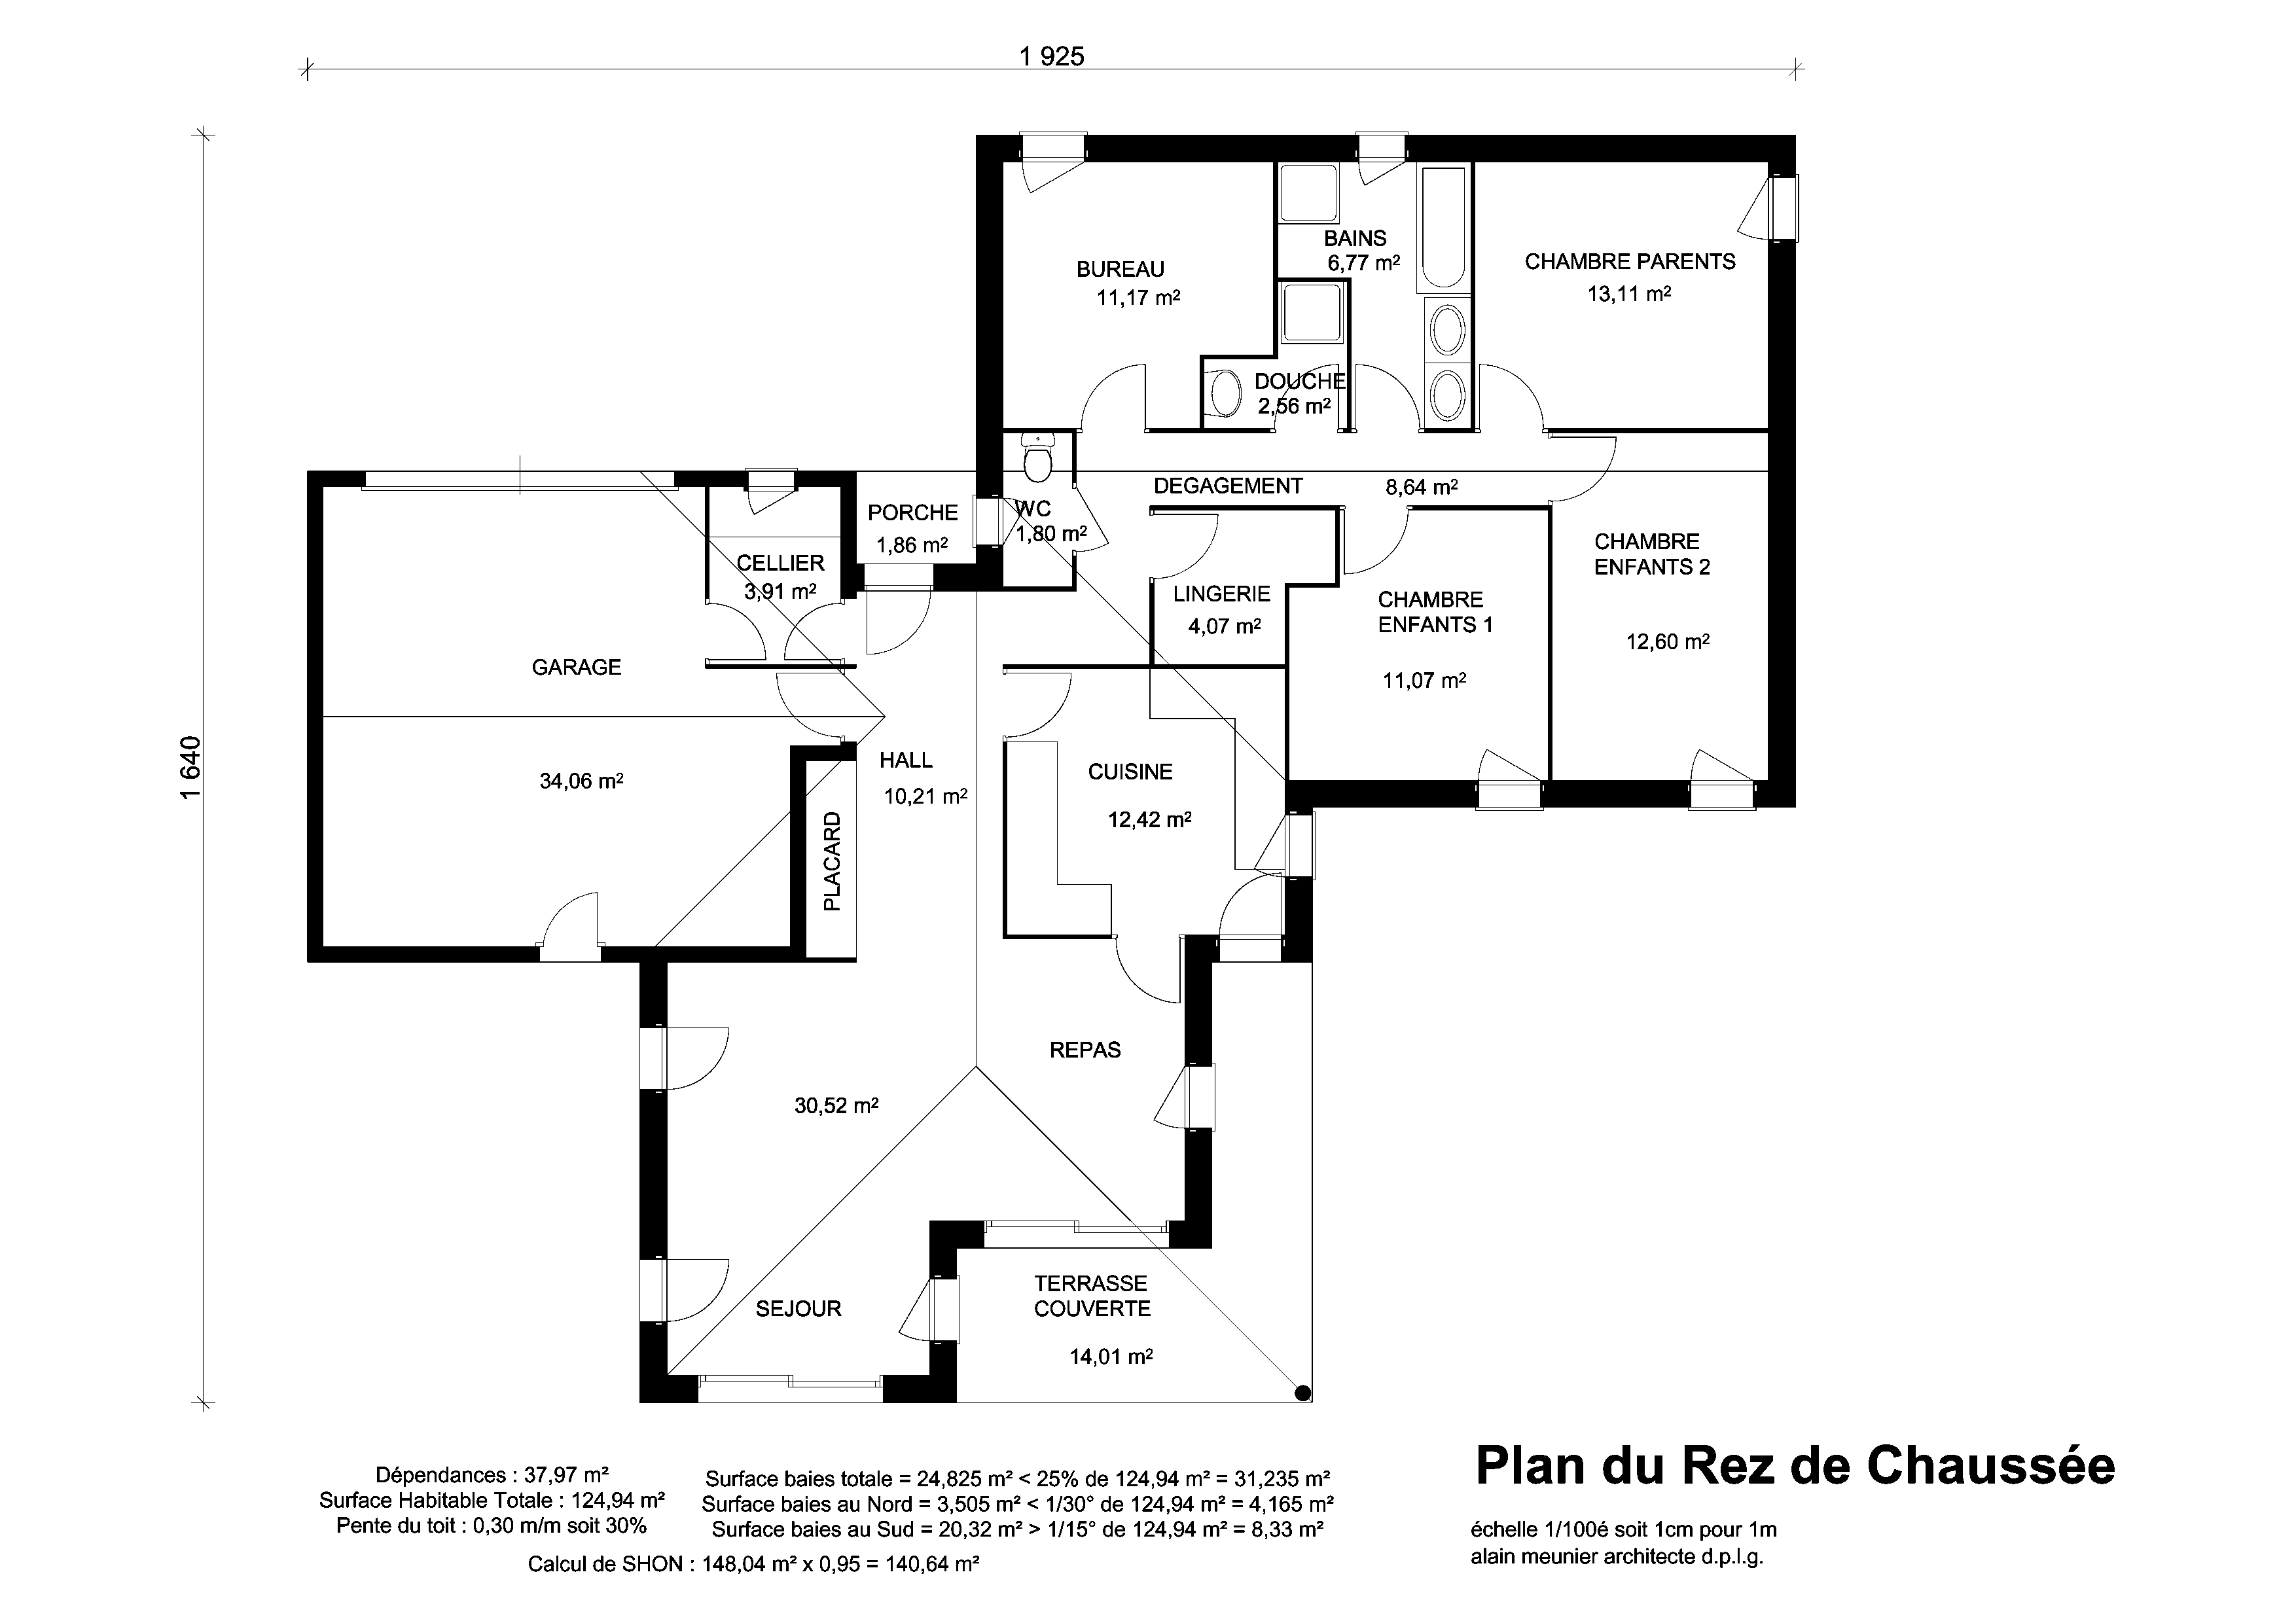 1 925
1 640
BUREAU
11,17 m²
BAINS
6,77 m²
CHAMBRE PARENTS
13,11 m²
DOUCHE
2,56 m²
PORCHE
1,86 m²
WC
1,80 m²
DEGAGEMENT
8,64 m²
CELLIER
3,91 m²
LINGERIE
4,07 m²
CHAMBRE
ENFANTS 1
11,07 m²
CHAMBRE
ENFANTS 2
12,60 m²
GARAGE
34,06 m²
HALL
10,21 m²
PLACARD
CUISINE
12,42 m²
REPAS
30,52 m²
SEJOUR
TERRASSE
COUVERTE
14,01 m²
Dépendances : 37,97 m²
Surface Habitable Totale : 124,94 m²
Pente du toit : 0,30 m/m soit 30%
Surface baies totale = 24,825 m² < 25% de 124,94 m² = 31,235 m²
Surface baies au Nord = 3,505 m² < 1/30° de 124,94 m² = 4,165 m²
Surface baies au Sud = 20,32 m² > 1/15° de 124,94 m² = 8,33 m²
Calcul de SHON : 148,04 m² x 0,95 = 140,64 m²
Plan du Rez de Chaussée
échelle 1/100é soit 1cm pour 1m
alain meunier architecte d.p.l.g.